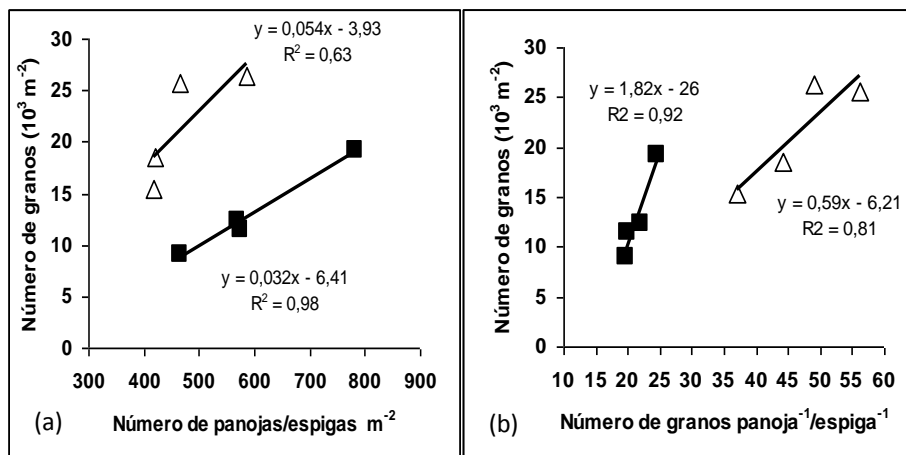 y = 0,054x - 3,93
R² = 0,63
Número de granos (10³ m⁻²)
30
25
20
15
10
5
0
y = 0,032x - 6,41
R² = 0,98
300 400 500 600 700 800 900
(a) Número de panojas/espigas m⁻²
Número de granos (10³ m⁻²)
30
25
20
15
10
5
0
y = 1,82x - 26
R2 = 0,92
y = 0,59x - 6,21
R2 = 0,81
10 15 20 25 30 35 40 45 50 55 60
(b) Número de granos panoja⁻¹/espiga⁻¹